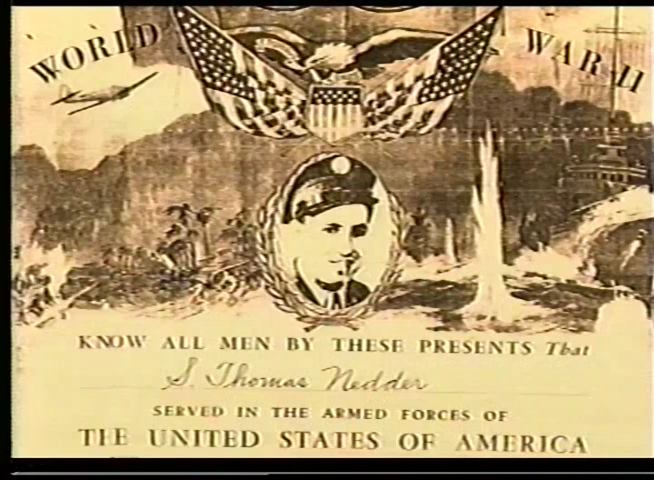 WORLD WAR II
KNOW ALL MEN BY THESE PRESENTS That
S. Thomas Nedder
SERVED IN THE ARMED FORCES OF
THE UNITED STATES OF AMERICA